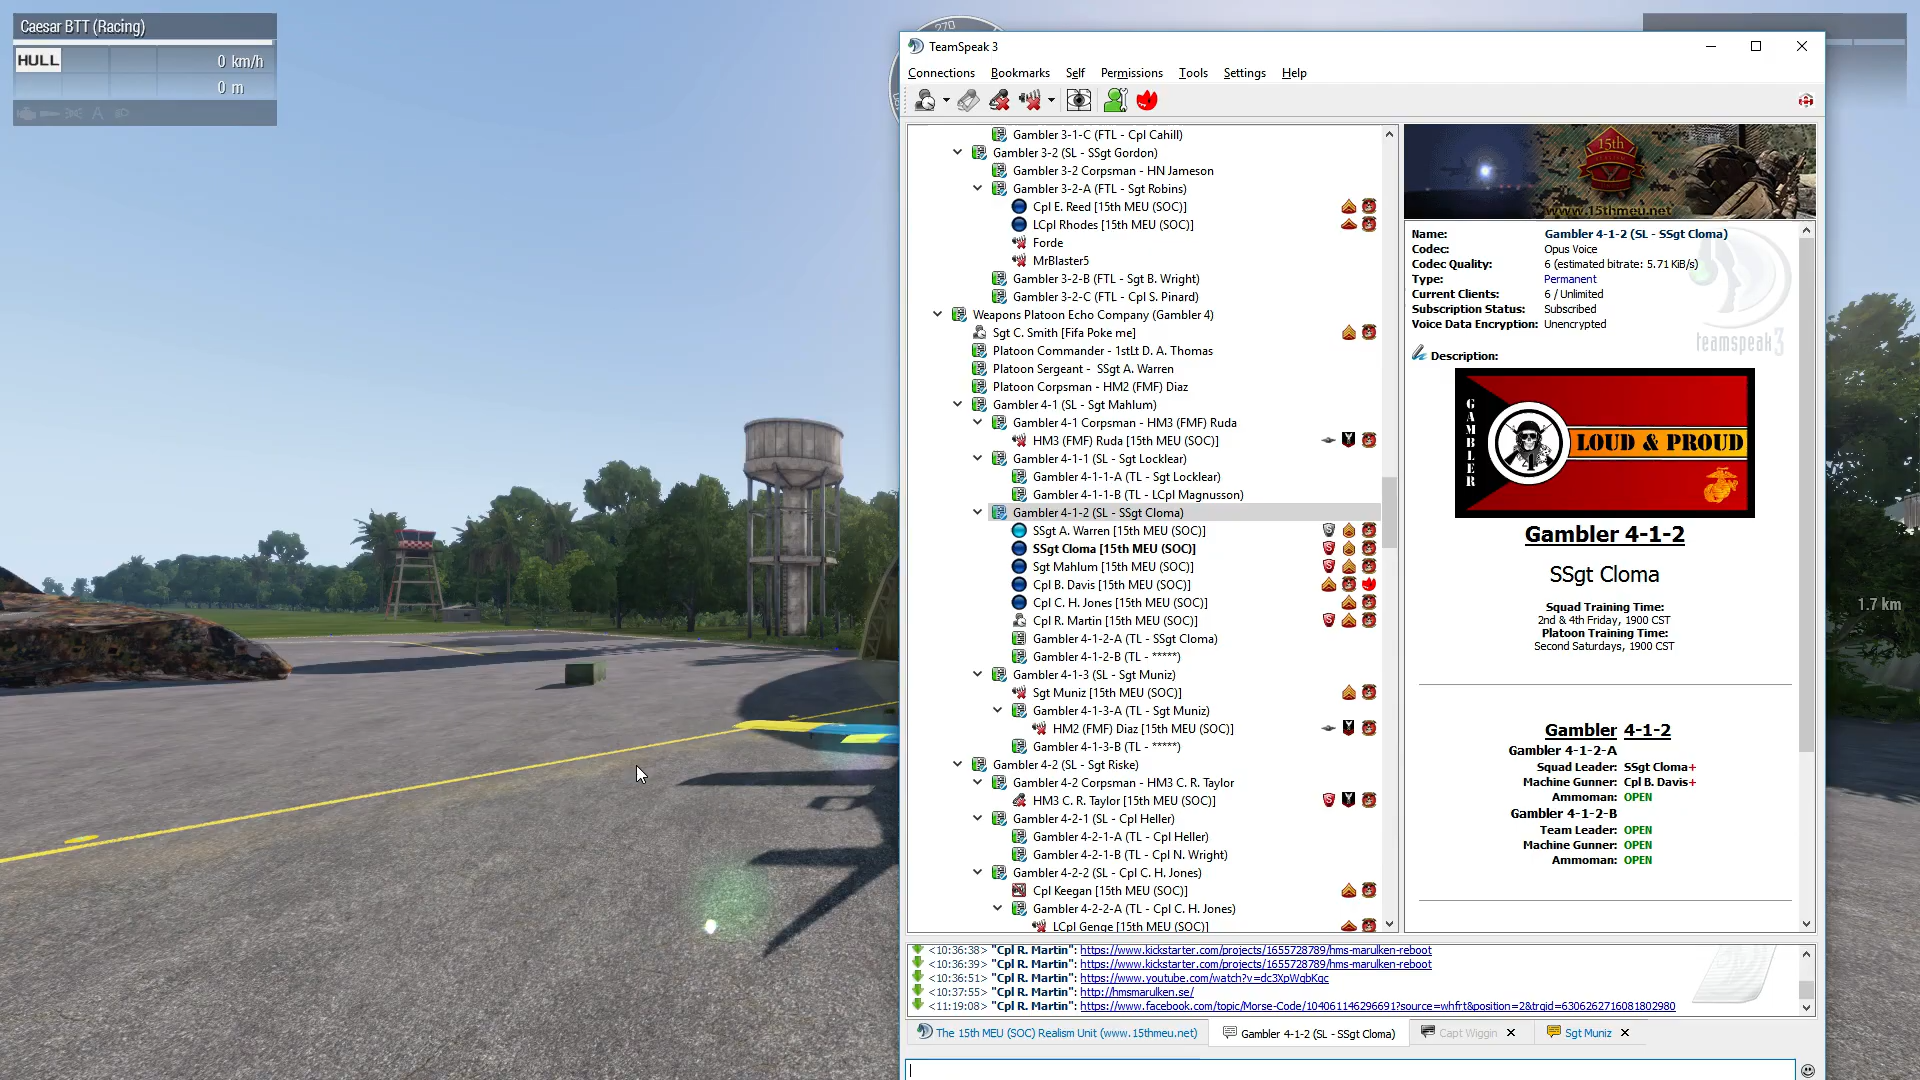 Caesar BTT (Racing)
HULL
0 km/h
0 m
A
270
1.7 km
TeamSpeak 3
Connections Bookmarks Self Permissions Tools Settings Help
Gambler 3-1-C (FTL - Cpl Cahill)
Gambler 3-2 (SL - SSgt Gordon)
Gambler 3-2 Corpsman - HN Jameson
Gambler 3-2-A (FTL - Sgt Robins)
Cpl E. Reed [15th MEU (SOC)]
LCpl Rhodes [15th MEU (SOC)]
Forde
MrBlaster5
Gambler 3-2-B (FTL - Sgt B. Wright)
Gambler 3-2-C (FTL - Cpl S. Pinard)
Weapons Platoon Echo Company (Gambler 4)
Sgt C. Smith [Fifa Poke me]
Platoon Commander - 1stLt D. A. Thomas
Platoon Sergeant - SSgt A. Warren
Platoon Corpsman - HM2 (FMF) Diaz
Gambler 4-1 (SL - Sgt Mahlum)
Gambler 4-1 Corpsman - HM3 (FMF) Ruda
HM3 (FMF) Ruda [15th MEU (SOC)]
Gambler 4-1-1 (SL - Sgt Locklear)
Gambler 4-1-1-A (TL - Sgt Locklear)
Gambler 4-1-1-B (TL - LCpl Magnusson)
Gambler 4-1-2 (SL - SSgt Cloma)
SSgt A. Warren [15th MEU (SOC)]
SSgt Cloma [15th MEU (SOC)]
Sgt Mahlum [15th MEU (SOC)]
Cpl B. Davis [15th MEU (SOC)]
Cpl C. H. Jones [15th MEU (SOC)]
Cpl R. Martin [15th MEU (SOC)]
Gambler 4-1-2-A (TL - SSgt Cloma)
Gambler 4-1-2-B (TL - *****)
Gambler 4-1-3 (SL - Sgt Muniz)
Sgt Muniz [15th MEU (SOC)]
Gambler 4-1-3-A (TL - Sgt Muniz)
HM2 (FMF) Diaz [15th MEU (SOC)]
Gambler 4-1-3-B (TL - *****)
Gambler 4-2 (SL - Sgt Riske)
Gambler 4-2 Corpsman - HM3 C. R. Taylor
HM3 C. R. Taylor [15th MEU (SOC)]
Gambler 4-2-1 (SL - Cpl Heller)
Gambler 4-2-1-A (TL - Cpl Heller)
Gambler 4-2-1-B (TL - Cpl N. Wright)
Gambler 4-2-2 (SL - Cpl C. H. Jones)
Cpl Keegan [15th MEU (SOC)]
Gambler 4-2-2-A (TL - Cpl C. H. Jones)
LCpl Genge [15th MEU (SOC)]
15th
www.15thmeu.net
Name: Gambler 4-1-2 (SL - SSgt Cloma)
Codec: Opus Voice
Codec Quality: 6 (estimated bitrate: 5.71 KiB/s)
Type: Permanent
Current Clients: 6 / Unlimited
Subscription Status: Subscribed
Voice Data Encryption: Unencrypted
teamspeak3
Description:
GAMBLER
4
LOUD & PROUD
Gambler 4-1-2
SSgt Cloma
Squad Training Time:
2nd & 4th Friday, 1900 CST
Platoon Training Time:
Second Saturdays, 1900 CST
Gambler 4-1-2
Gambler 4-1-2-A
Squad Leader: SSgt Cloma+
Machine Gunner: Cpl B. Davis+
Ammoman: OPEN
Gambler 4-1-2-B
Team Leader: OPEN
Machine Gunner: OPEN
Ammoman: OPEN
<10:36:38> "Cpl R. Martin": https://www.kickstarter.com/projects/1655728789/hms-marulken-reboot
<10:36:39> "Cpl R. Martin": https://www.kickstarter.com/projects/1655728789/hms-marulken-reboot
<10:36:51> "Cpl R. Martin": https://www.youtube.com/watch?v=dc3XpWqbKgc
<10:37:55> "Cpl R. Martin": http://hmsmarulken.se/
<11:19:08> "Cpl R. Martin": https://www.facebook.com/topic/Morse-Code/104061146296691?source=whfrt&position=2&trqid=6306262716081802980
The 15th MEU (SOC) Realism Unit (www.15thmeu.net) Gambler 4-1-2 (SL - SSgt Cloma) Capt Wiggin Sgt Muniz